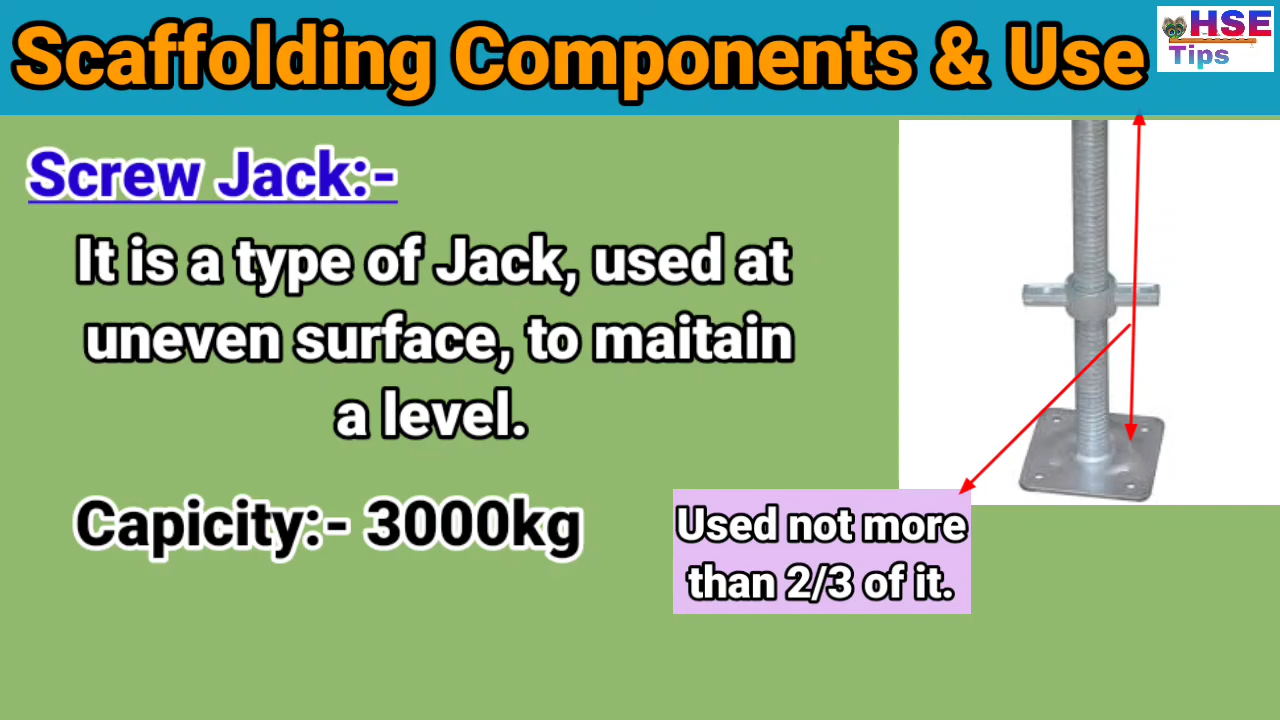 Scaffolding Components & Use
HSE
Tips
Screw Jack:-
It is a type of Jack, used at
uneven surface, to maitain
a level.
Capicity:- 3000kg
Used not more
than 2/3 of it.